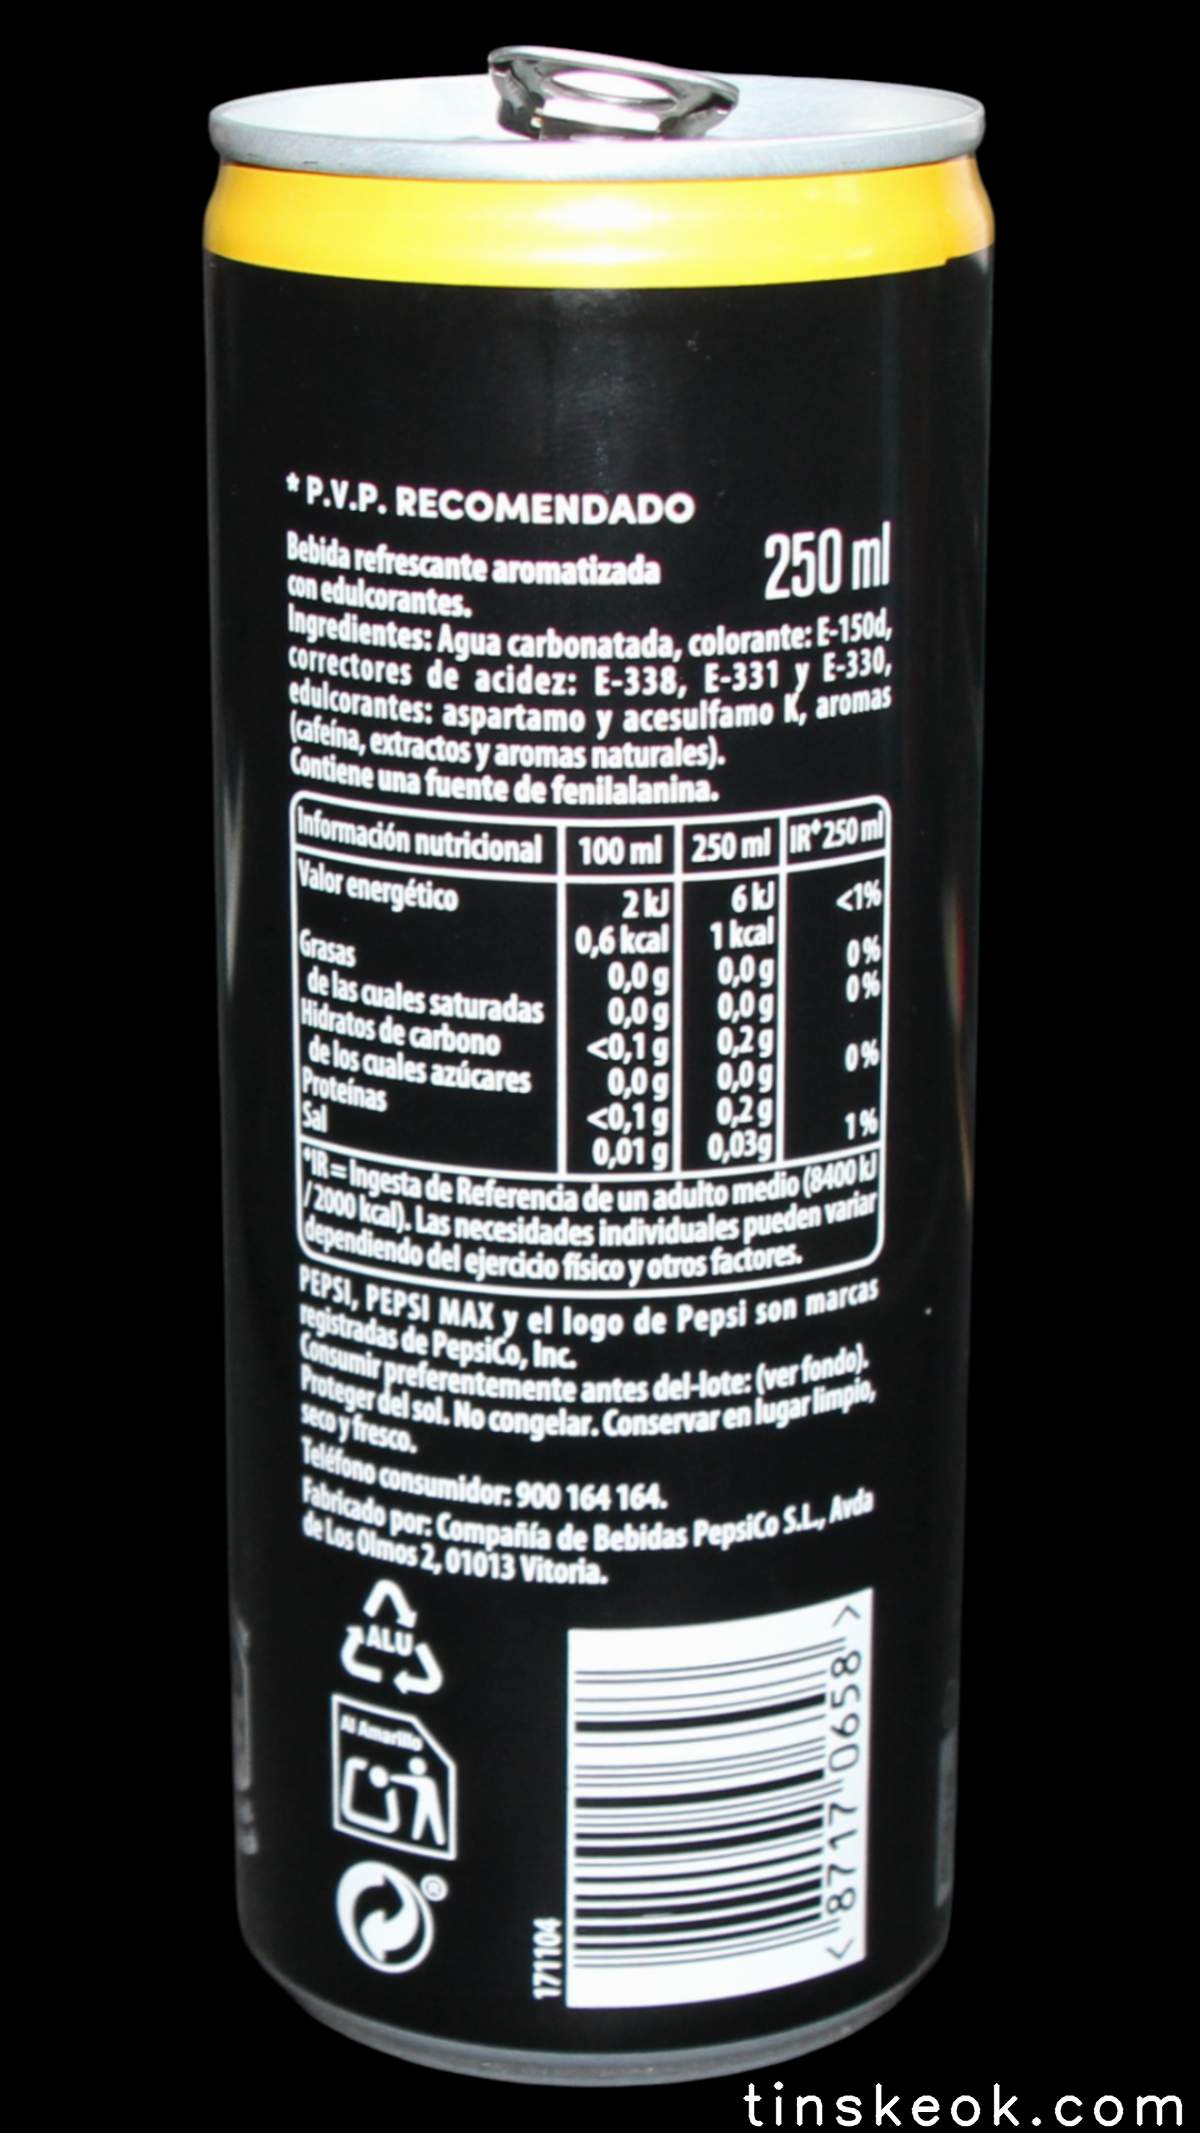 * P.V.P. RECOMENDADO
Bebida refrescante aromatizada
con edulcorantes.
250 ml
Ingredientes: Agua carbonatada, colorante: E-150d,
correctores de acidez: E-338, E-331 y E-330,
edulcorantes: aspartamo y acesulfamo K, aromas
(cafeína, extractos y aromas naturales).
Contiene una fuente de fenilalanina.
Información nutricional 100 ml 250 ml IR* 250 ml
Valor energético 2 kJ 6 kJ <1%
0,6 kcal 1 kcal
Grasas 0,0 g 0,0 g 0%
de las cuales saturadas 0,0 g 0,0 g 0%
Hidratos de carbono <0,1 g 0,2 g
de los cuales azúcares 0,0 g 0,0 g 0%
Proteínas <0,1 g 0,2 g
Sal 0,01 g 0,03g 1%
*IR = Ingesta de Referencia de un adulto medio (8400 kJ
/ 2000 kcal). Las necesidades individuales pueden variar
dependiendo del ejercicio físico y otros factores.
PEPSI, PEPSI MAX y el logo de Pepsi son marcas
registradas de PepsiCo, Inc.
Consumir preferentemente antes del-lote: (ver fondo).
Proteger del sol. No congelar. Conservar en lugar limpio,
seco y fresco.
Teléfono consumidor: 900 164 164.
Fabricado por: Compañía de Bebidas PepsiCo S.L., Avda
de Los Olmos 2, 01013 Vitoria.
ALU
Al Amarillo
®
171104
< 8717 0658 >
tinskeok.com